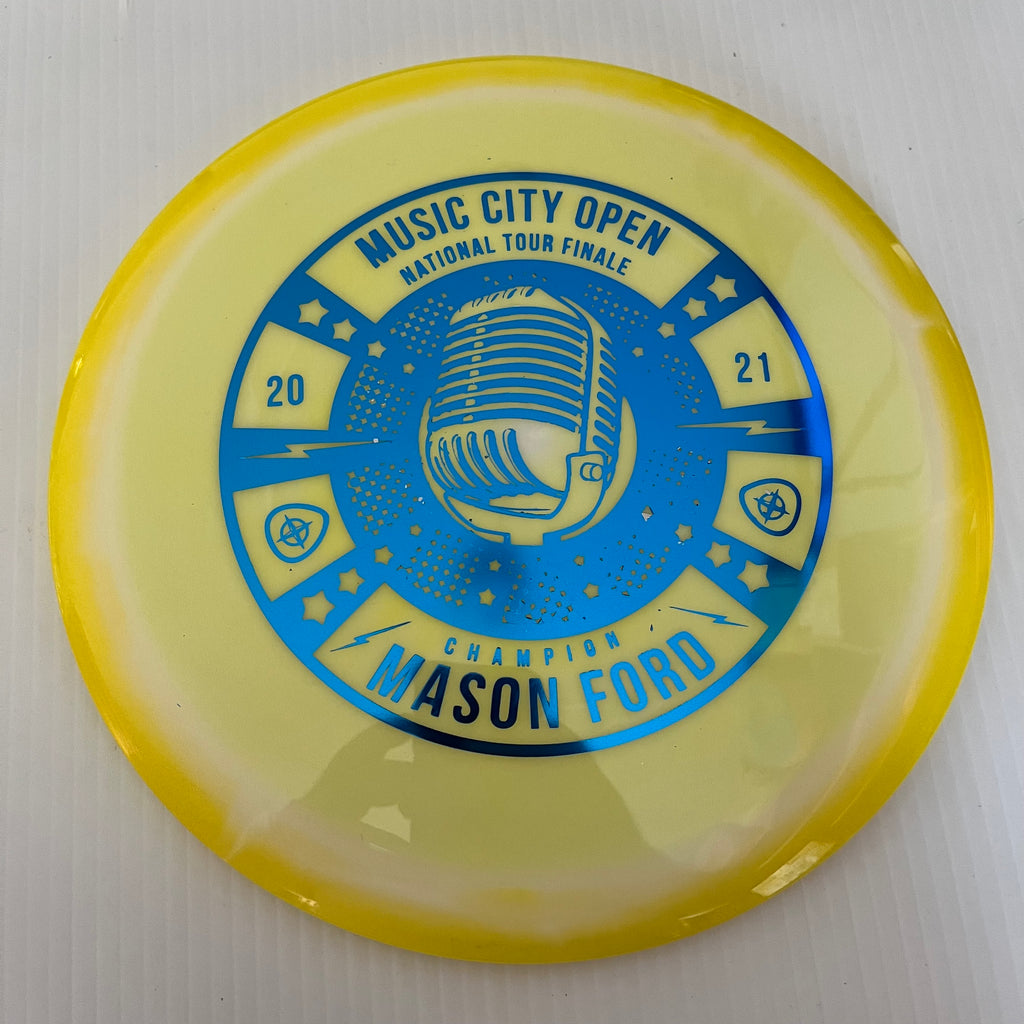 MUSIC CITY OPEN
NATIONAL TOUR FINALE
20 21
CHAMPION
MASON FORD